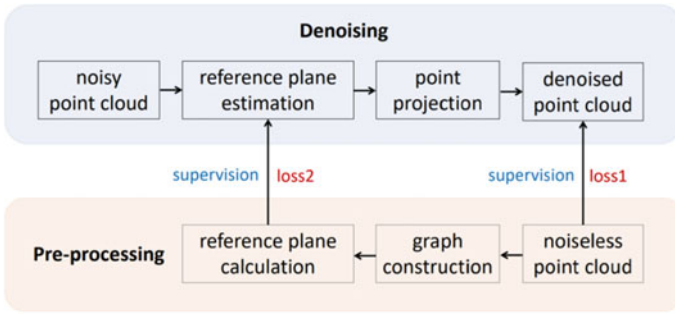 Denoising
noisy
point cloud
reference plane
estimation
point
projection
denoised
point cloud
supervision
loss2
supervision
loss1
Pre-processing
reference plane
calculation
graph
construction
noiseless
point cloud